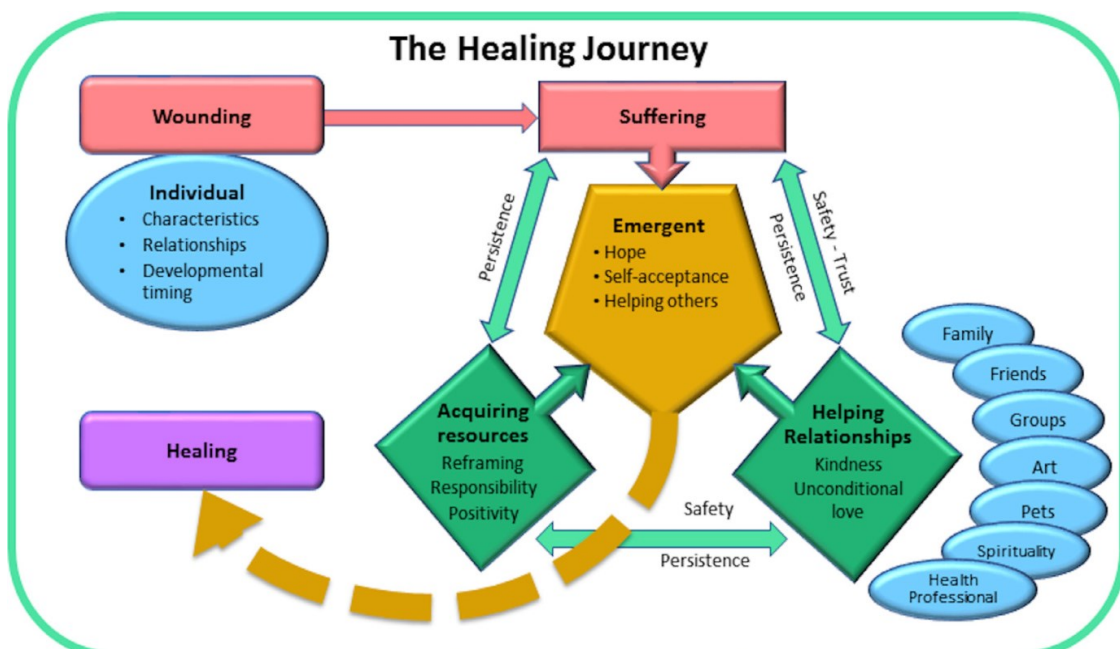 The Healing Journey
Wounding
Suffering
Individual
• Characteristics
• Relationships
• Developmental
timing
Persistence
Emergent
• Hope
• Self-acceptance
• Helping others
Safety - Trust
Persistence
Family
Friends
Groups
Art
Pets
Spirituality
Health
Professional
Healing
Acquiring
resources
Reframing
Responsibility
Positivity
Helping
Relationships
Kindness
Unconditional
love
Safety
Persistence